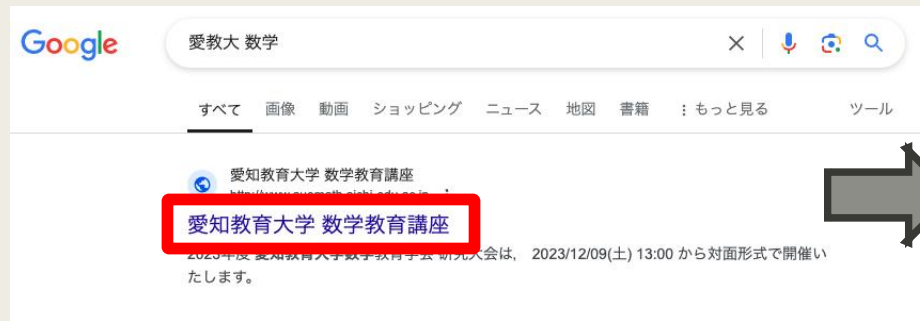 Google
愛教大 数学
すべて 画像 動画 ショッピング ニュース 地図 書籍 : もっと見る ツール
愛知教育大学 数学教育講座
愛知教育大学 数学教育講座
2023年度 愛知教育大学数学教育学会 研究大会は， 2023/12/09(土) 13:00 から対面形式で開催い
たします。